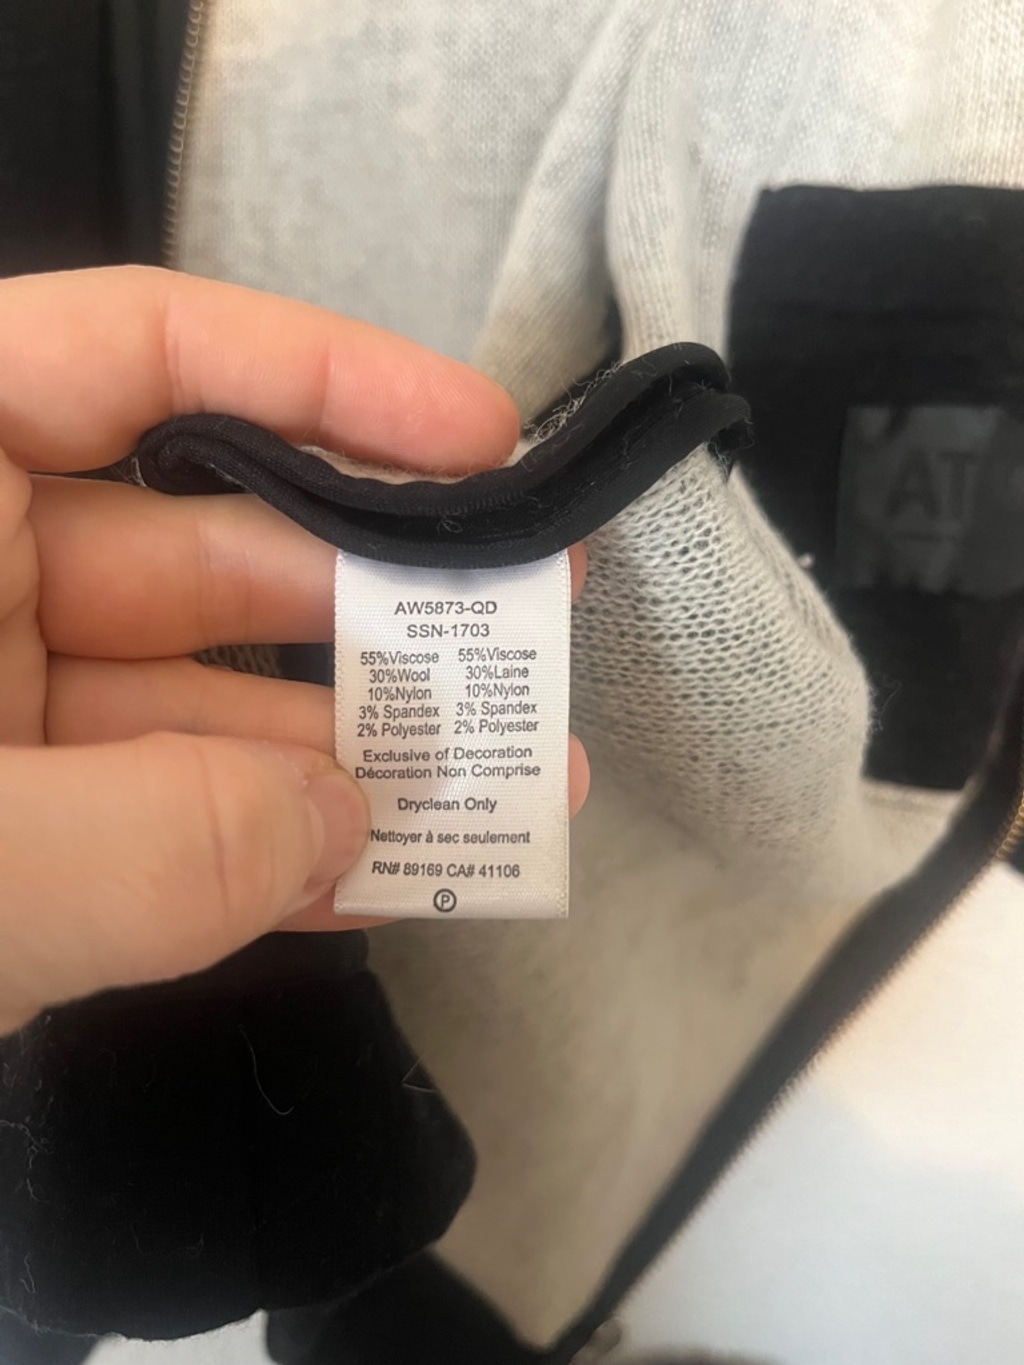 AW5873-QD
SSN-1703
55%Viscose 55%Viscose
30%Wool 30%Laine
10%Nylon 10%Nylon
3% Spandex 3% Spandex
2% Polyester 2% Polyester
Exclusive of Decoration
Décoration Non Comprise
Dryclean Only
Nettoyer à sec seulement
RN# 89169 CA# 41106
Ⓟ
AT